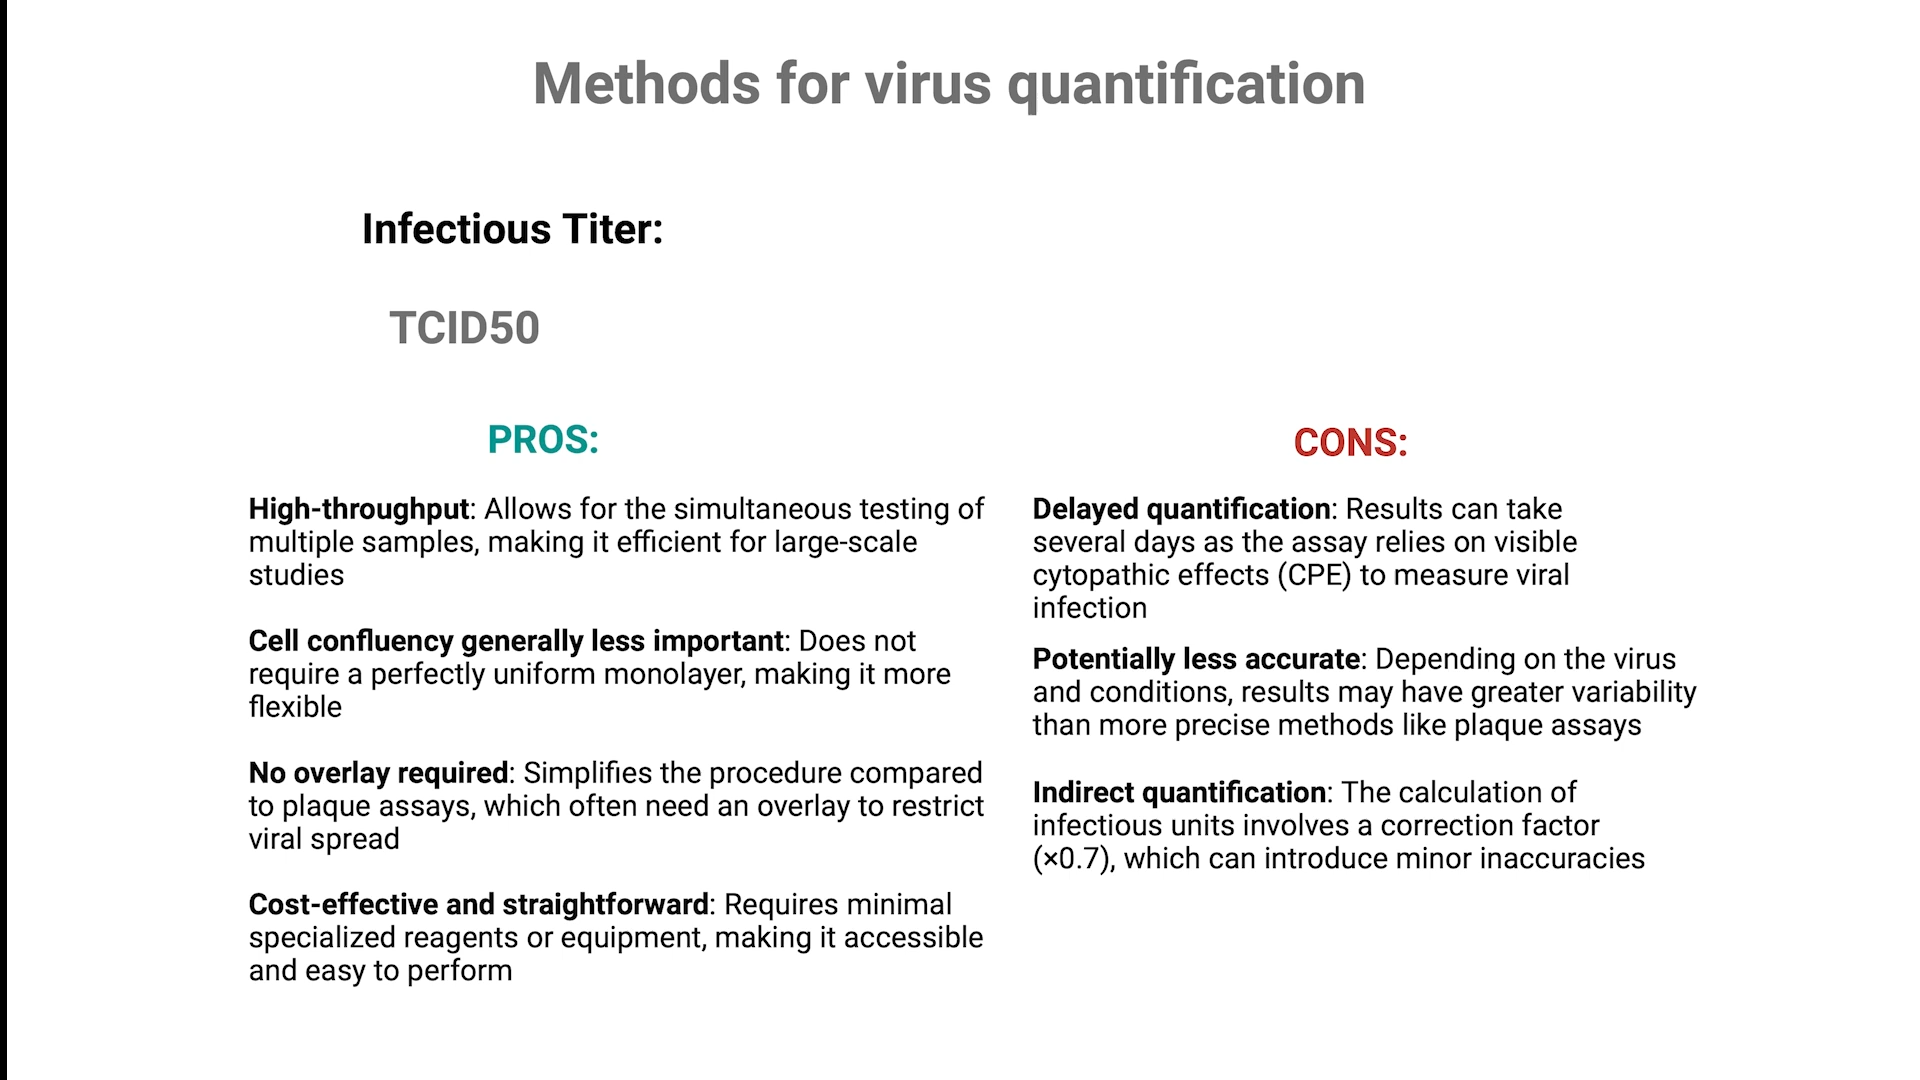 Methods for virus quantification
Infectious Titer:
TCID50
PROS:
High-throughput: Allows for the simultaneous testing of
multiple samples, making it efficient for large-scale
studies
Cell confluency generally less important: Does not
require a perfectly uniform monolayer, making it more
flexible
No overlay required: Simplifies the procedure compared
to plaque assays, which often need an overlay to restrict
viral spread
Cost-effective and straightforward: Requires minimal
specialized reagents or equipment, making it accessible
and easy to perform
CONS:
Delayed quantification: Results can take
several days as the assay relies on visible
cytopathic effects (CPE) to measure viral
infection
Potentially less accurate: Depending on the virus
and conditions, results may have greater variability
than more precise methods like plaque assays
Indirect quantification: The calculation of
infectious units involves a correction factor
(×0.7), which can introduce minor inaccuracies